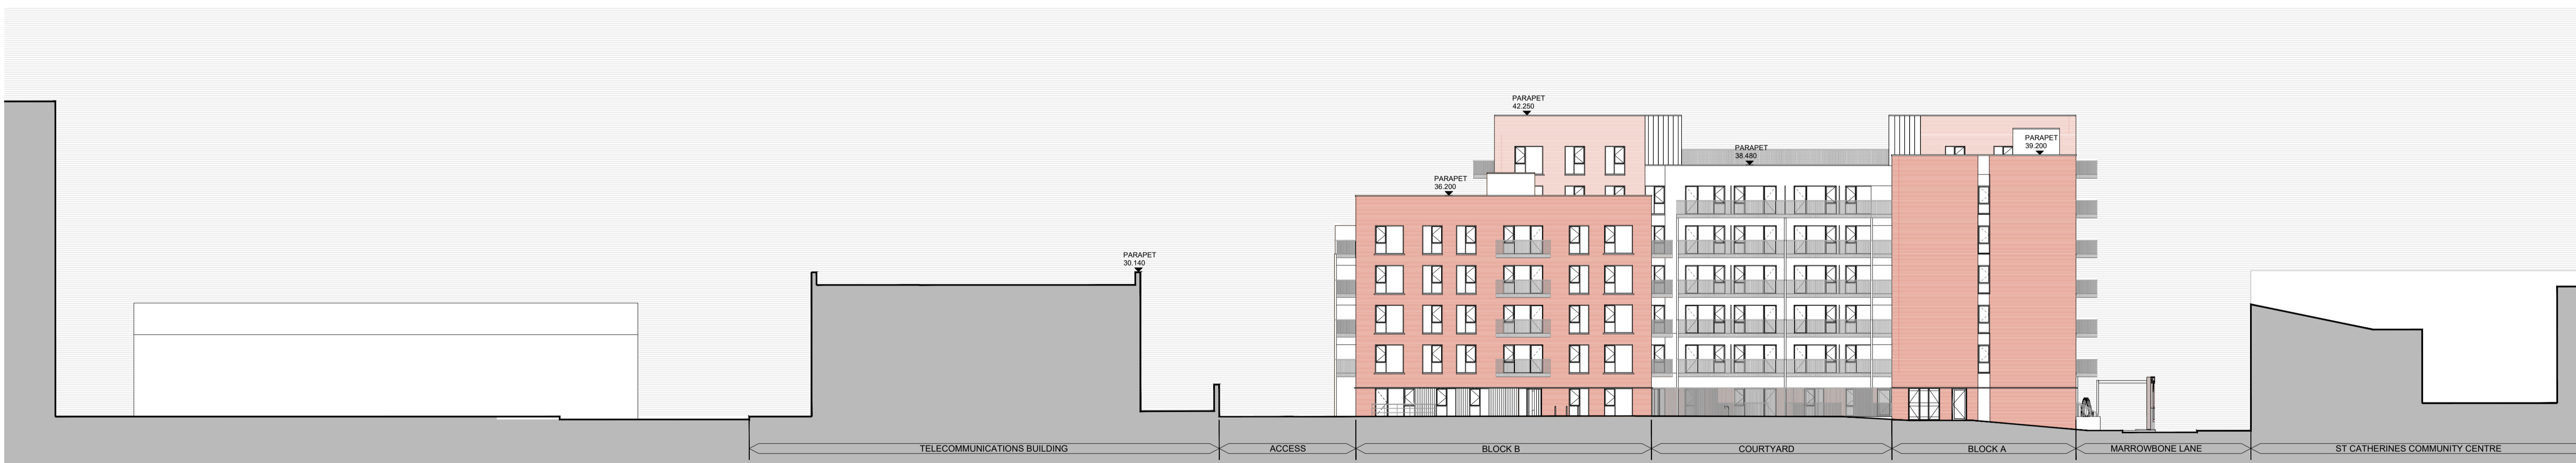 PARAPET
42.250
PARAPET
39.200
PARAPET
38.480
PARAPET
36.200
PARAPET
30.140
TELECOMMUNICATIONS BUILDING
ACCESS
BLOCK B
COURTYARD
BLOCK A
MARROWBONE LANE
ST CATHERINES COMMUNITY CENTRE